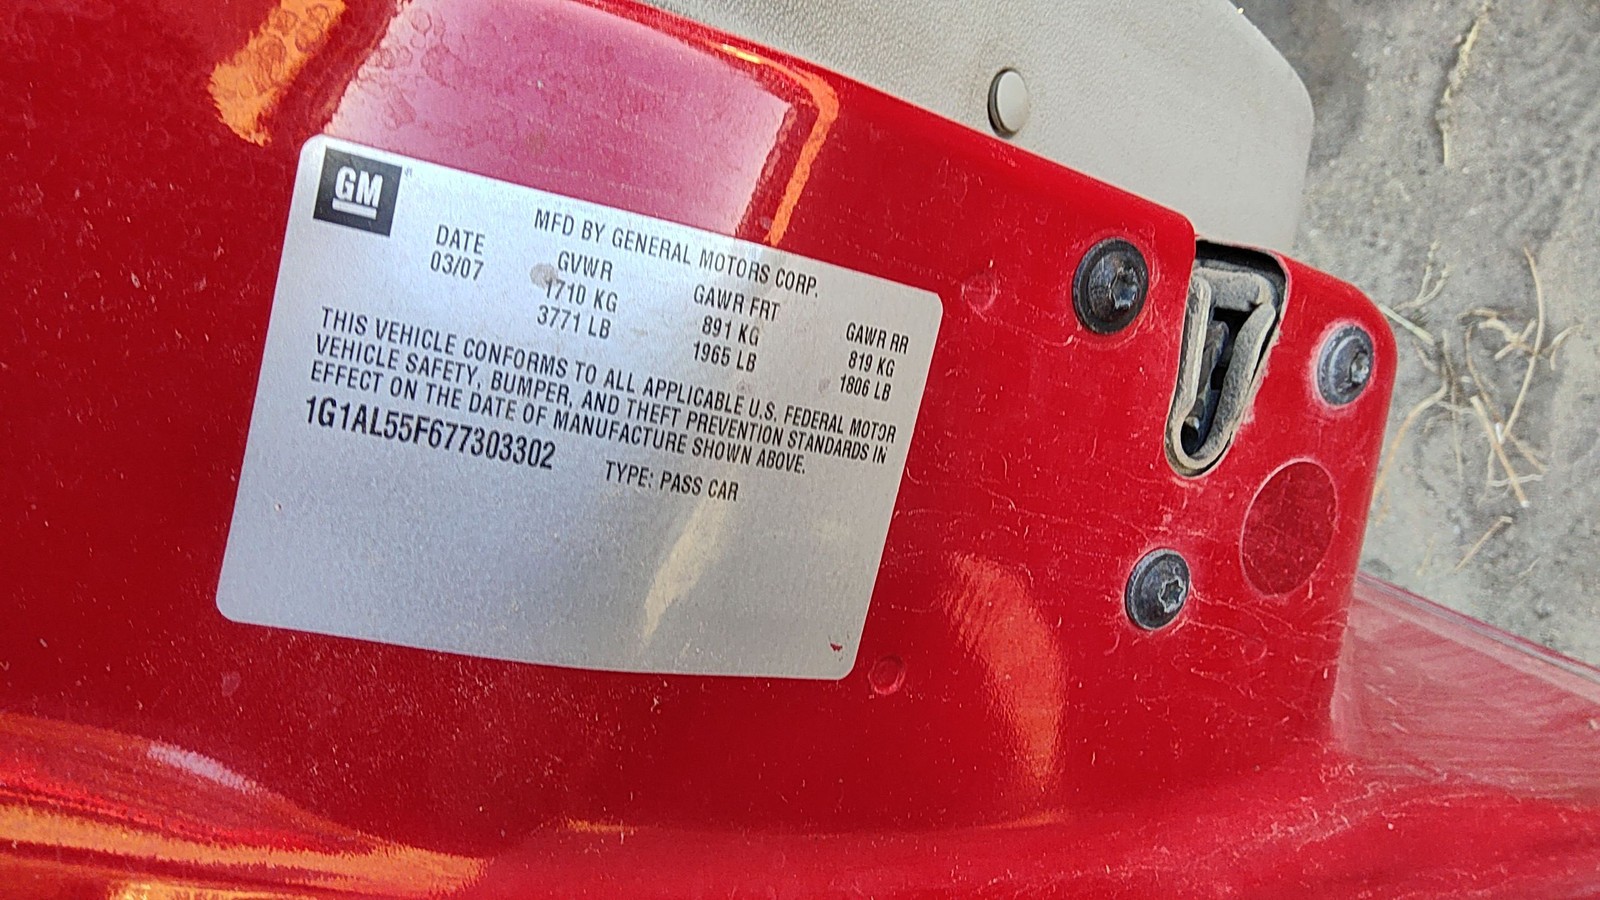 GM
MFD BY GENERAL MOTORS CORP.
DATE GVWR GAWR FRT GAWR RR
03/07 1710 KG 891 KG 819 KG
3771 LB 1965 LB 1806 LB
THIS VEHICLE CONFORMS TO ALL APPLICABLE U.S. FEDERAL MOTOR
VEHICLE SAFETY, BUMPER, AND THEFT PREVENTION STANDARDS IN
EFFECT ON THE DATE OF MANUFACTURE SHOWN ABOVE.
1G1AL55F677303302 TYPE: PASS CAR